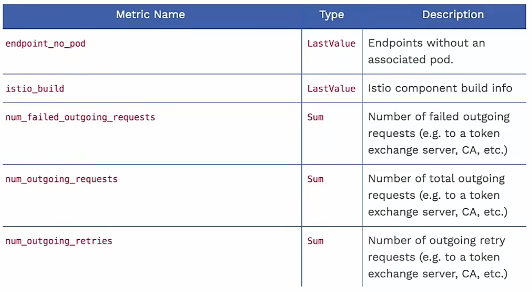 Metric Name Type Description
endpoint_no_pod LastValue Endpoints without an
associated pod.
istio_build LastValue Istio component build info
num_failed_outgoing_requests Sum Number of failed outgoing
requests (e.g. to a token
exchange server, CA, etc.)
num_outgoing_requests Sum Number of total outgoing
requests (e.g. to a token
exchange server, CA, etc.)
num_outgoing_retries Sum Number of outgoing retry
requests (e.g. to a token
exchange server, CA, etc.)